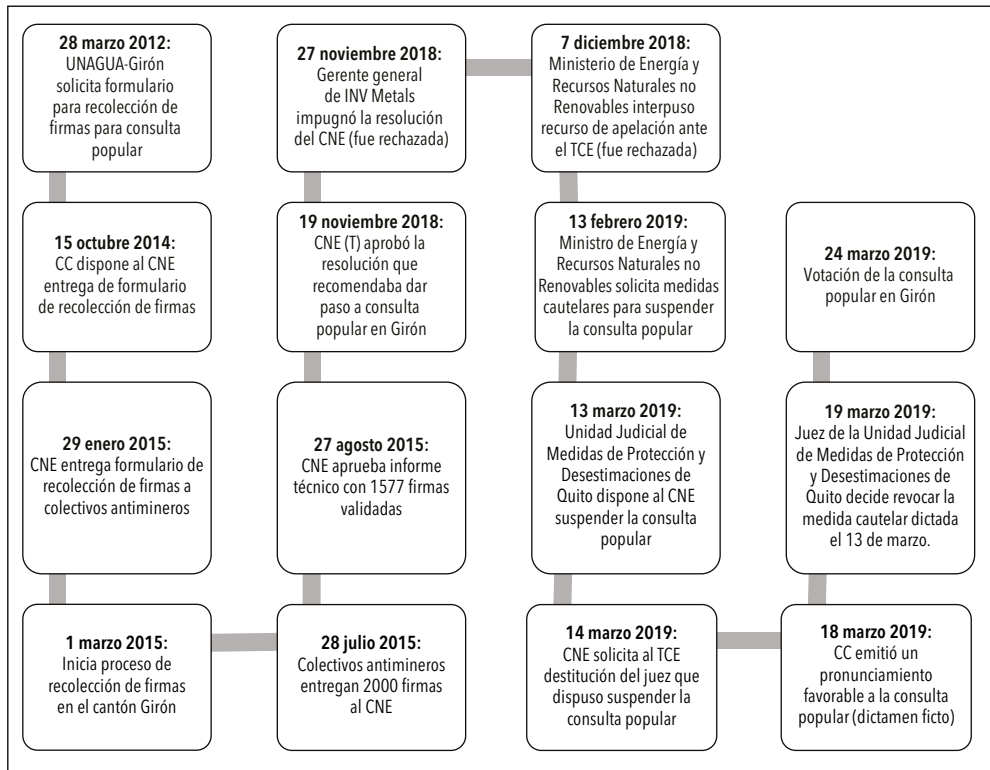 28 marzo 2012:
UNAGUA-Girón
solicita formulario
para recolección de
firmas para consulta
popular
15 octubre 2014:
CC dispone al CNE
entrega de formulario
de recolección de firmas
29 enero 2015:
CNE entrega formulario de
recolección de firmas a
colectivos antimineros
1 marzo 2015:
Inicia proceso de
recolección de firmas
en el cantón Girón
28 julio 2015:
Colectivos antimineros
entregan 2000 firmas
al CNE
27 agosto 2015:
CNE aprueba informe
técnico con 1577 firmas
validadas
19 noviembre 2018:
CNE (T) aprobó la
resolución que
recomendaba dar
paso a consulta
popular en Girón
27 noviembre 2018:
Gerente general
de INV Metals
impugnó la resolución
del CNE (fue rechazada)
7 diciembre 2018:
Ministerio de Energía y
Recursos Naturales no
Renovables interpuso
recurso de apelación ante
el TCE (fue rechazada)
13 febrero 2019:
Ministro de Energía y
Recursos Naturales no
Renovables solicita medidas
cautelares para suspender
la consulta popular
13 marzo 2019:
Unidad Judicial de
Medidas de Protección y
Desestimaciones de
Quito dispone al CNE
suspender la consulta
popular
14 marzo 2019:
CNE solicita al TCE
destitución del juez que
dispuso suspender la
consulta popular
18 marzo 2019:
CC emitió un
pronunciamiento
favorable a la consulta
popular (dictamen ficto)
19 marzo 2019:
Juez de la Unidad Judicial
de Medidas de Protección
y Desestimaciones de
Quito decide revocar la
medida cautelar dictada
el 13 de marzo.
24 marzo 2019:
Votación de la consulta
popular en Girón